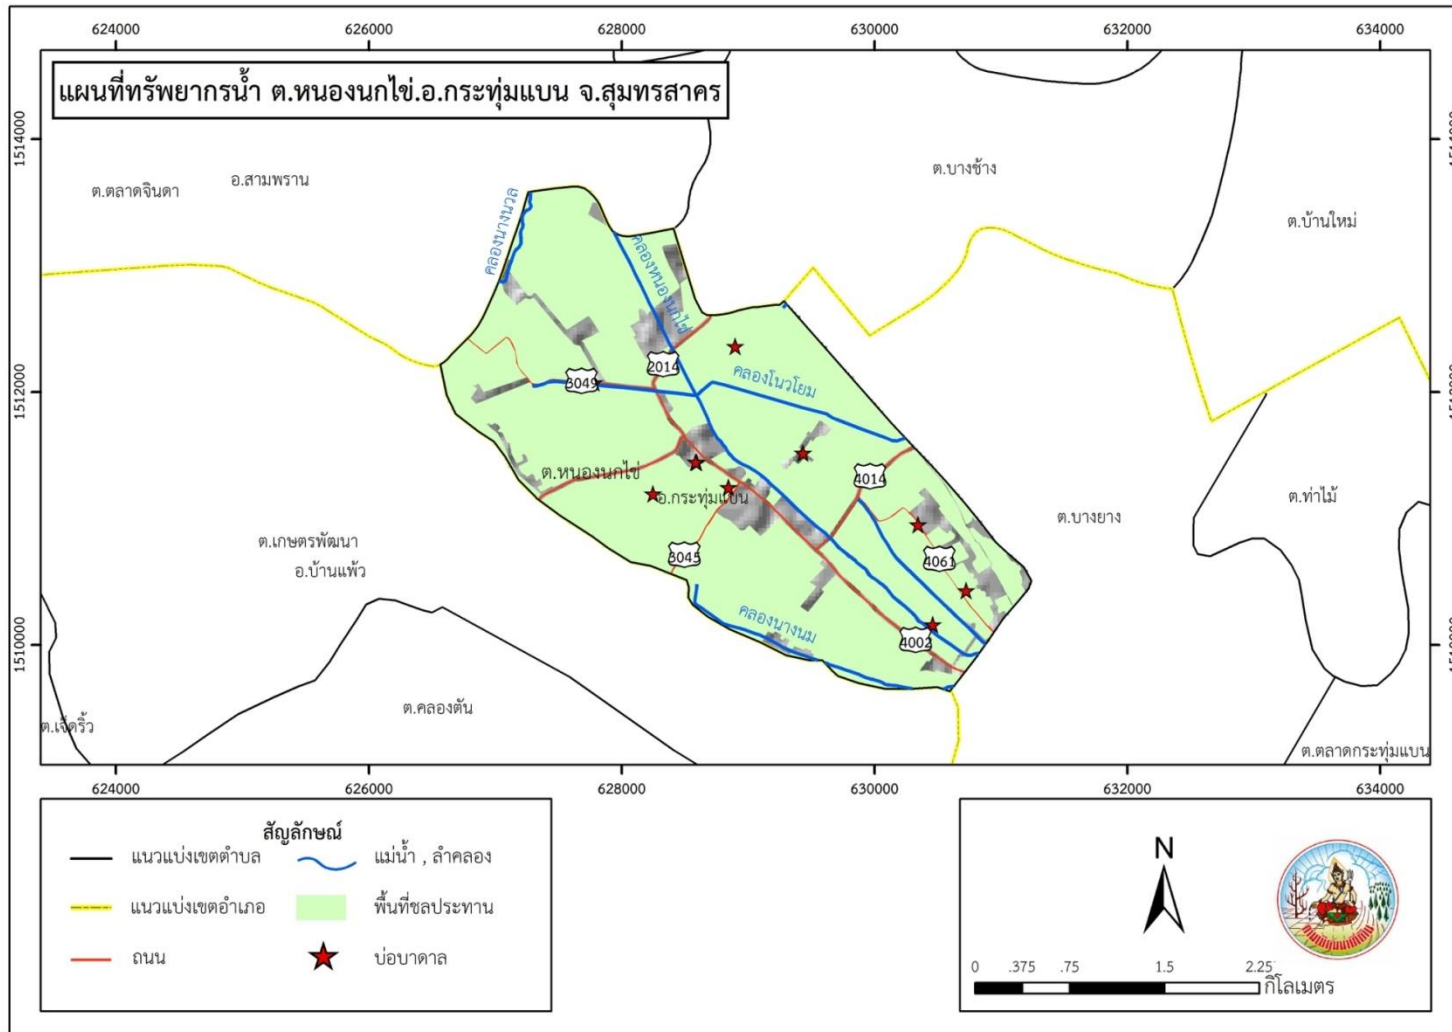 624000 626000 628000 630000 632000 634000
แผนที่ทรัพยากรน้ำ ต.หนองนกไข่.อ.กระทุ่มแบน จ.สุมทรสาคร
1514000
1514000
ต.ตลาดจินดา
อ.สามพราน
ต.บางช้าง
ต.บ้านใหม่
คลองนางนวล
คลองหนองนกไข่
2014
3049
คลองโนวโยม
1512000
ต.หนองนกไข่
อ.กระทุ่มแบน
4014
ต.ท่าไม้
ต.บางยาง
ต.เกษตรพัฒนา
อ.บ้านแพ้ว
3045
4061
คลองนางนม
4002
1510000
ต.คลองตัน
ต.เจ็ดริ้ว
ต.ตลาดกระทุ่มแบน
624000 626000 628000 630000 632000 634000
สัญลักษณ์
แนวแบ่งเขตตำบล
แม่น้ำ , ลำคลอง
แนวแบ่งเขตอำเภอ
พื้นที่ชลประทาน
ถนน
บ่อบาดาล
N
0 .375 .75 1.5 2.25
กิโลเมตร
กรมพัฒนาที่ดิน